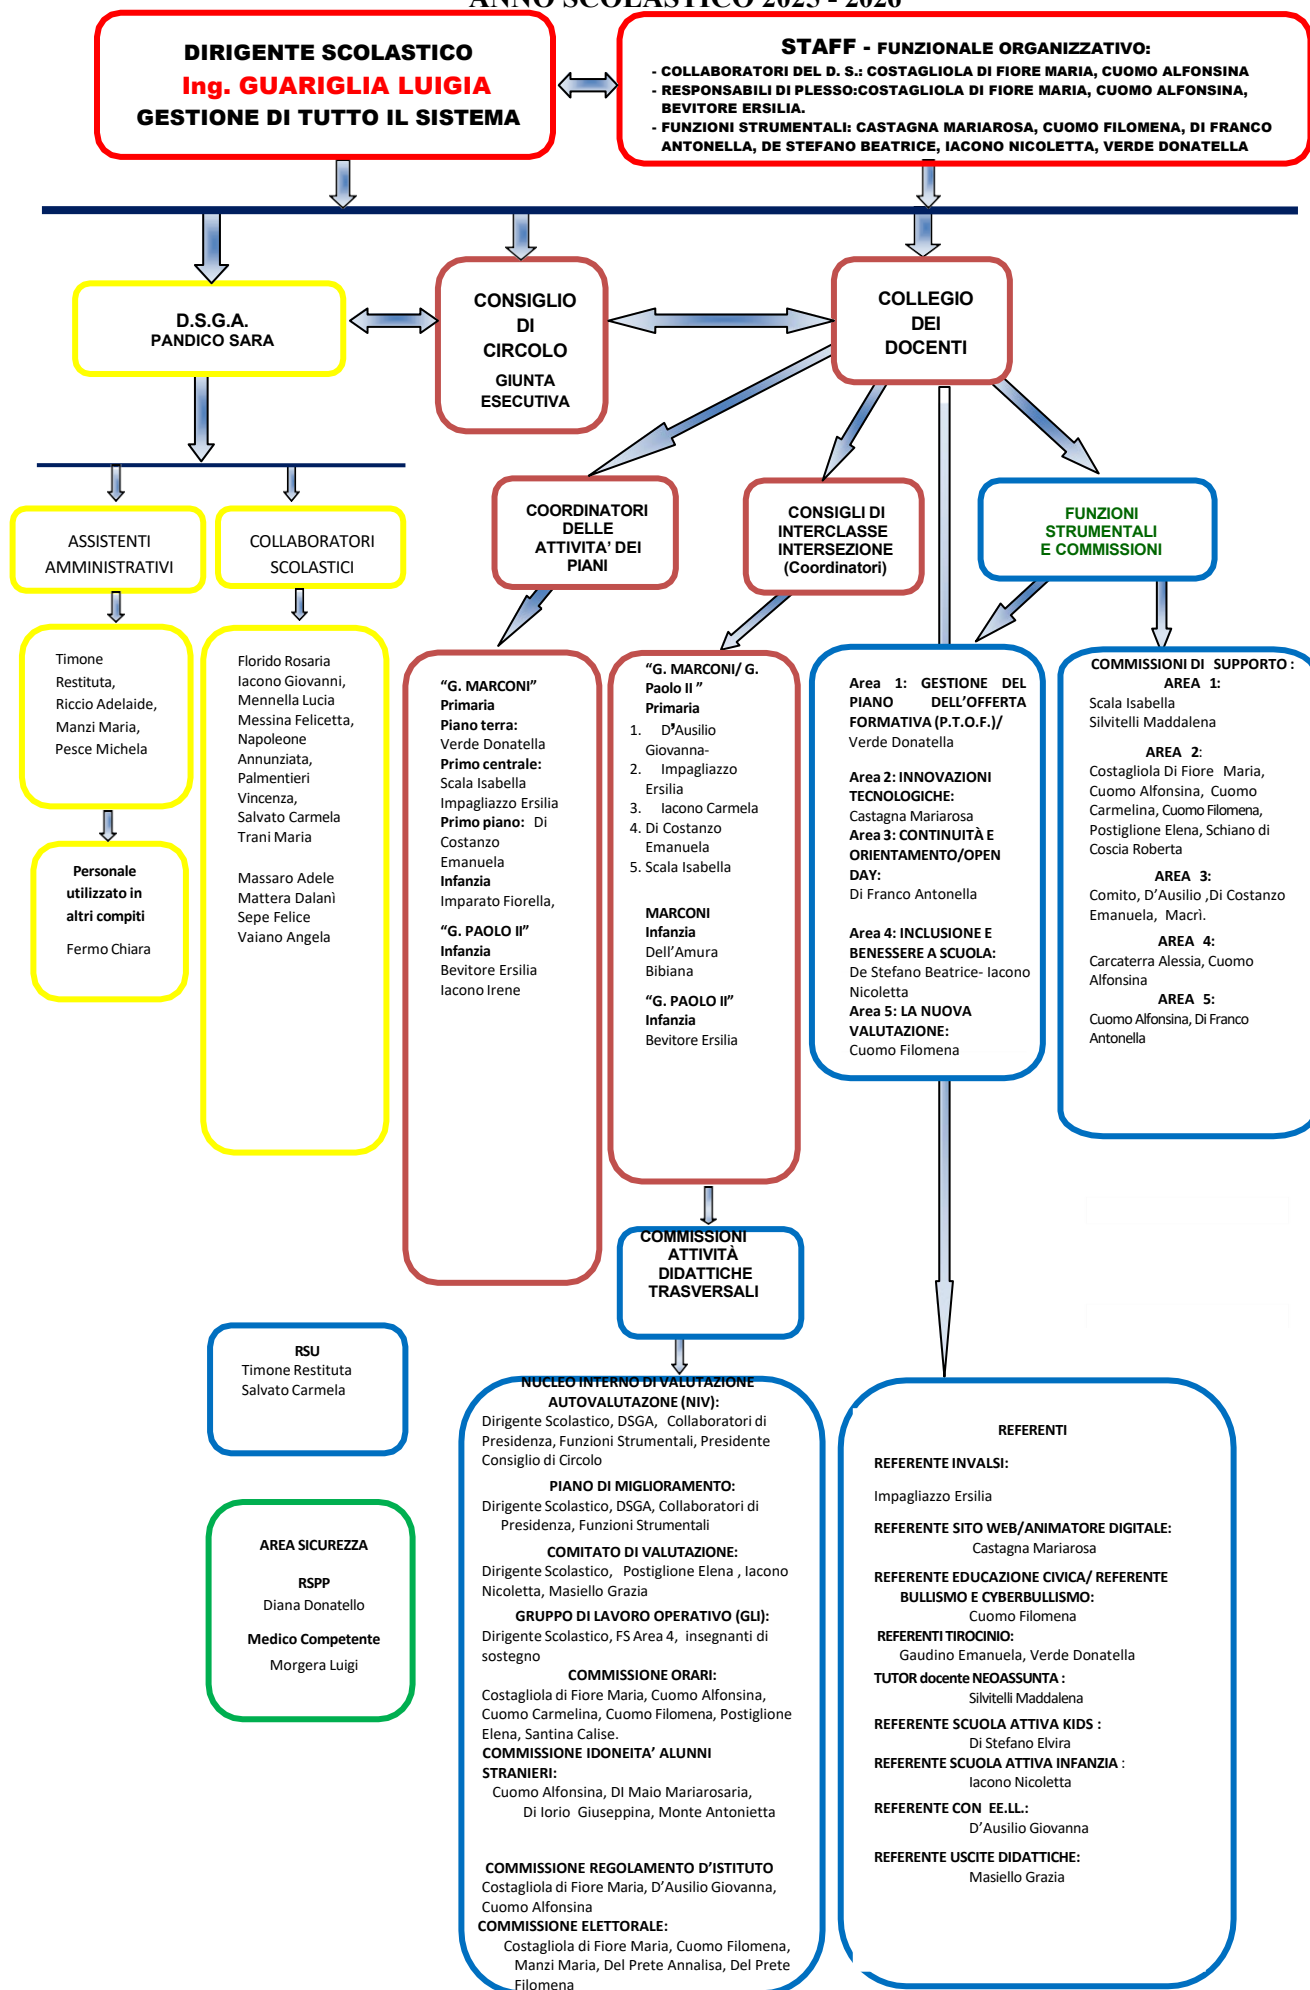 ANNO SCOLASTICO 2025 - 2026
DIRIGENTE SCOLASTICO
Ing. GUARIGLIA LUIGIA
GESTIONE DI TUTTO IL SISTEMA
STAFF - FUNZIONALE ORGANIZZATIVO:
- COLLABORATORI DEL D. S.: COSTAGLIOLA DI FIORE MARIA, CUOMO ALFONSINA
- RESPONSABILI DI PLESSO:COSTAGLIOLA DI FIORE MARIA, CUOMO ALFONSINA,
BEVITORE ERSILIA.
- FUNZIONI STRUMENTALI: CASTAGNA MARIAROSA, CUOMO FILOMENA, DI FRANCO
ANTONELLA, DE STEFANO BEATRICE, IACONO NICOLETTA, VERDE DONATELLA
D.S.G.A.
PANDICO SARA
CONSIGLIO
DI
CIRCOLO
GIUNTA
ESECUTIVA
COLLEGIO
DEI
DOCENTI
ASSISTENTI
AMMINISTRATIVI
COLLABORATORI
SCOLASTICI
COORDINATORI
DELLE
ATTIVITA' DEI
PIANI
CONSIGLI DI
INTERCLASSE
INTERSEZIONE
(Coordinatori)
FUNZIONI
STRUMENTALI
E COMMISSIONI
Timone
Restituta,
Riccio Adelaide,
Manzi Maria,
Pesce Michela
Personale
utilizzato in
altri compiti
Fermo Chiara
Florido Rosaria
Iacono Giovanni,
Mennella Lucia
Messina Felicetta,
Napoleone
Annunziata,
Palmentieri
Vincenza,
Salvato Carmela
Trani Maria
Massaro Adele
Mattera Dalanì
Sepe Felice
Vaiano Angela
“G. MARCONI”
Primaria
Piano terra:
Verde Donatella
Primo centrale:
Scala Isabella
Impagliazzo Ersilia
Primo piano: Di
Costanzo
Emanuela
Infanzia
Imparato Fiorella,
“G. PAOLO II”
Infanzia
Bevitore Ersilia
Iacono Irene
“G. MARCONI/ G.
Paolo II ”
Primaria
1. D’Ausilio
Giovanna-
2. Impagliazzo
Ersilia
3. Iacono Carmela
4. Di Costanzo
Emanuela
5. Scala Isabella
MARCONI
Infanzia
Dell’Amura
Bibiana
“G. PAOLO II”
Infanzia
Bevitore Ersilia
Area 1: GESTIONE DEL
PIANO DELL’OFFERTA
FORMATIVA (P.T.O.F.)/
Verde Donatella
Area 2: INNOVAZIONI
TECNOLOGICHE:
Castagna Mariarosa
Area 3: CONTINUITÀ E
ORIENTAMENTO/OPEN
DAY:
Di Franco Antonella
Area 4: INCLUSIONE E
BENESSERE A SCUOLA:
De Stefano Beatrice- Iacono
Nicoletta
Area 5: LA NUOVA
VALUTAZIONE:
Cuomo Filomena
COMMISSIONI DI SUPPORTO :
AREA 1:
Scala Isabella
Silvitelli Maddalena
AREA 2:
Costagliola Di Fiore Maria,
Cuomo Alfonsina, Cuomo
Carmelina, Cuomo Filomena,
Postiglione Elena, Schiano di
Coscia Roberta
AREA 3:
Comito, D’Ausilio ,Di Costanzo
Emanuela, Macrì.
AREA 4:
Carcaterra Alessia, Cuomo
Alfonsina
AREA 5:
Cuomo Alfonsina, Di Franco
Antonella
COMMISSIONI
ATTIVITÀ
DIDATTICHE
TRASVERSALI
RSU
Timone Restituta
Salvato Carmela
AREA SICUREZZA
RSPP
Diana Donatello
Medico Competente
Morgera Luigi
NUCLEO INTERNO DI VALUTAZIONE
AUTOVALUTAZONE (NIV):
Dirigente Scolastico, DSGA, Collaboratori di
Presidenza, Funzioni Strumentali, Presidente
Consiglio di Circolo
PIANO DI MIGLIORAMENTO:
Dirigente Scolastico, DSGA, Collaboratori di
Presidenza, Funzioni Strumentali
COMITATO DI VALUTAZIONE:
Dirigente Scolastico, Postiglione Elena , Iacono
Nicoletta, Masiello Grazia
GRUPPO DI LAVORO OPERATIVO (GLI):
Dirigente Scolastico, FS Area 4, insegnanti di
sostegno
COMMISSIONE ORARI:
Costagliola di Fiore Maria, Cuomo Alfonsina,
Cuomo Carmelina, Cuomo Filomena, Postiglione
Elena, Santina Calise.
COMMISSIONE IDONEITA’ ALUNNI
STRANIERI:
Cuomo Alfonsina, DI Maio Mariarosaria,
Di Iorio Giuseppina, Monte Antonietta
COMMISSIONE REGOLAMENTO D’ISTITUTO
Costagliola di Fiore Maria, D’Ausilio Giovanna,
Cuomo Alfonsina
COMMISSIONE ELETTORALE:
Costagliola di Fiore Maria, Cuomo Filomena,
Manzi Maria, Del Prete Annalisa, Del Prete
Filomena
REFERENTI
REFERENTE INVALSI:
Impagliazzo Ersilia
REFERENTE SITO WEB/ANIMATORE DIGITALE:
Castagna Mariarosa
REFERENTE EDUCAZIONE CIVICA/ REFERENTE
BULLISMO E CYBERBULLISMO:
Cuomo Filomena
REFERENTI TIROCINIO:
Gaudino Emanuela, Verde Donatella
TUTOR docente NEOASSUNTA :
Silvitelli Maddalena
REFERENTE SCUOLA ATTIVA KIDS :
Di Stefano Elvira
REFERENTE SCUOLA ATTIVA INFANZIA :
Iacono Nicoletta
REFERENTE CON EE.LL.:
D’Ausilio Giovanna
REFERENTE USCITE DIDATTICHE:
Masiello Grazia